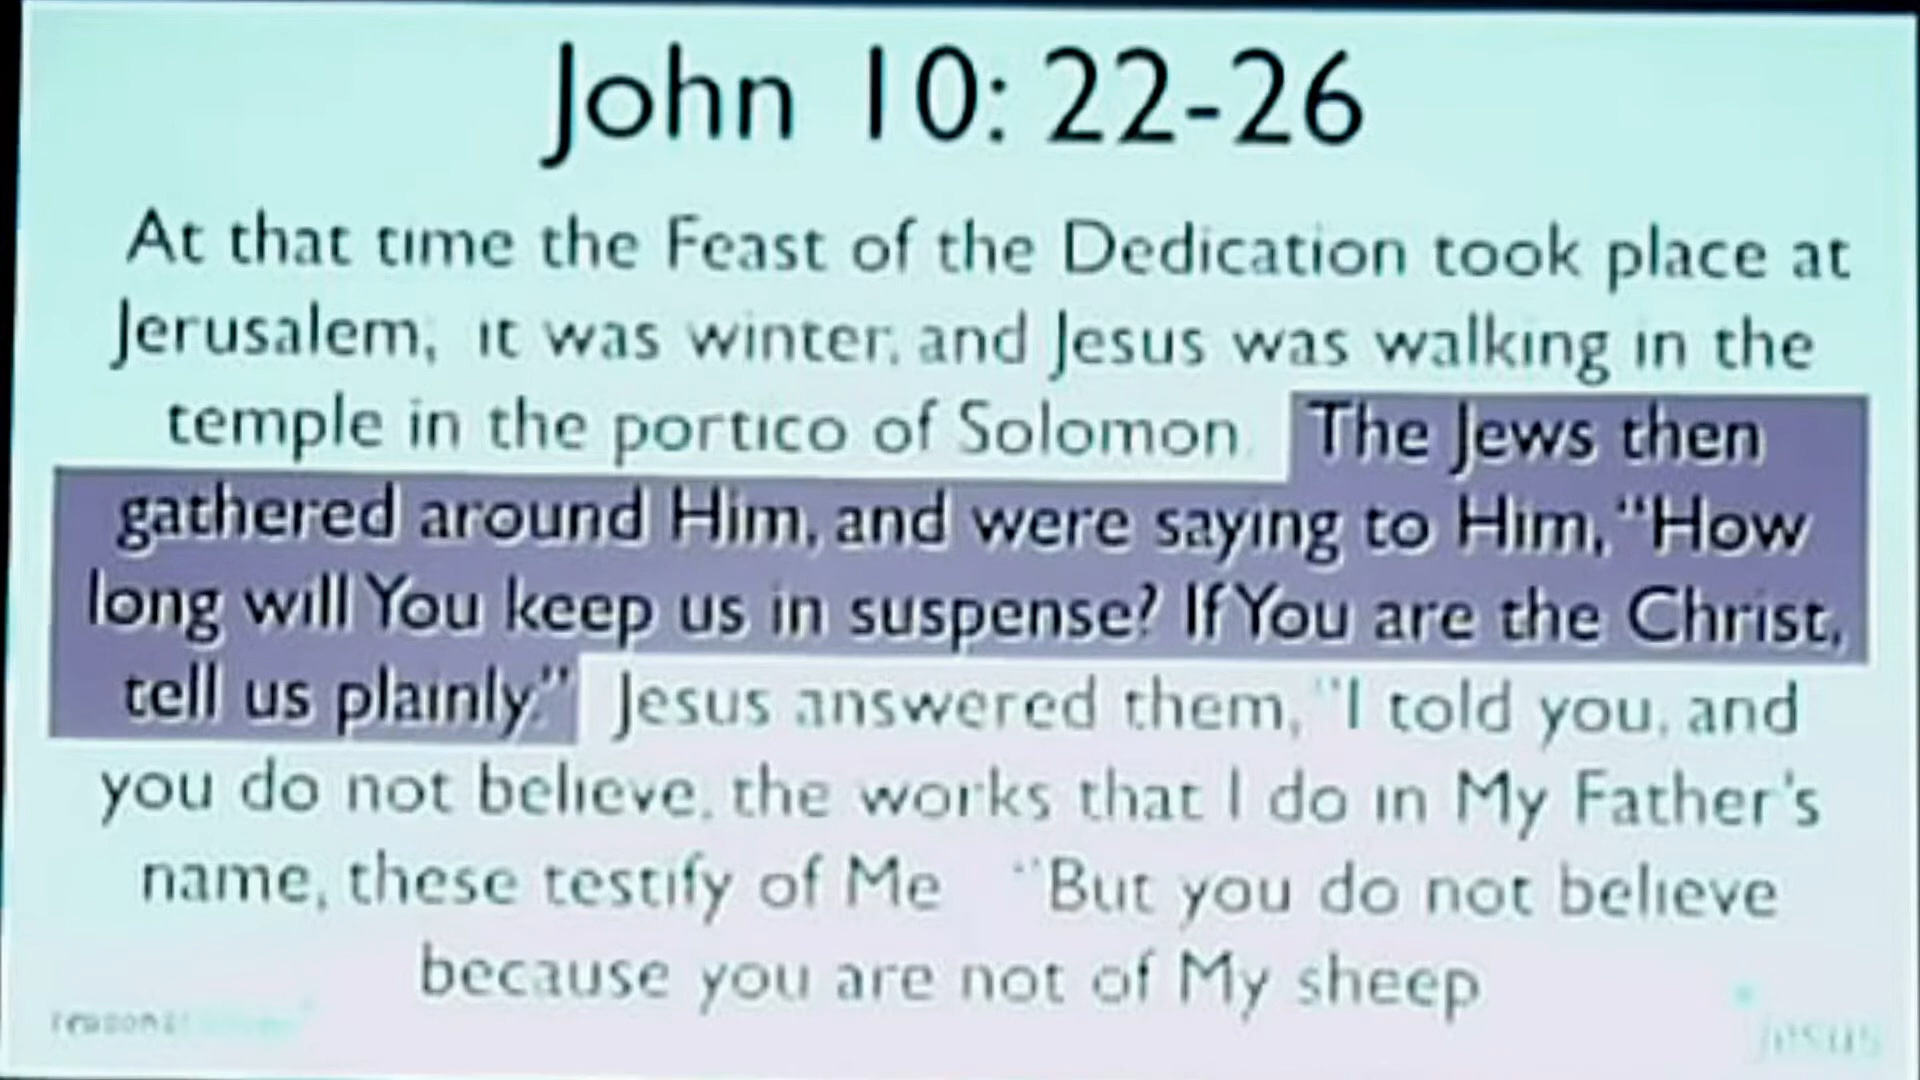 John 10: 22-26
At that time the Feast of the Dedication took place at
Jerusalem; it was winter, and Jesus was walking in the
temple in the portico of Solomon. The Jews then
gathered around Him, and were saying to Him, “How
long will You keep us in suspense? If You are the Christ,
tell us plainly.” Jesus answered them, “I told you, and
you do not believe, the works that I do in My Father's
name, these testify of Me “But you do not believe
because you are not of My sheep
Jesus